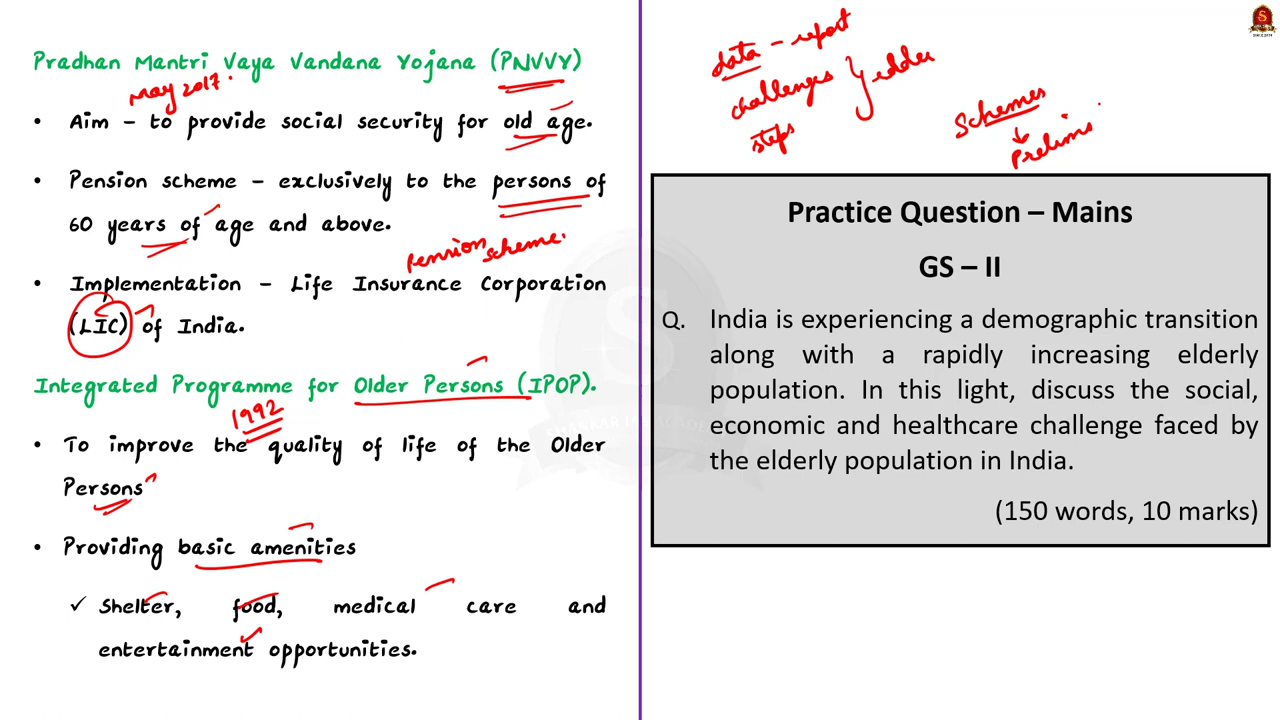 Pradhan Mantri Vaya Vandana Yojana (PNVVY)
May 2017.
• Aim – to provide social security for old age.
• Pension scheme – exclusively to the persons of
60 years of age and above.
Pension scheme.
• Implementation – Life Insurance Corporation
(LIC) of India.
Integrated Programme for Older Persons (IPOP).
1992
• To improve the quality of life of the Older
Persons
• Providing basic amenities
✓ Shelter, food, medical care and
entertainment opportunities.
data – report
challenges
steps
Schemes
↓
Prelims
Practice Question – Mains
GS – II
Q. India is experiencing a demographic transition
along with a rapidly increasing elderly
population. In this light, discuss the social,
economic and healthcare challenge faced by
the elderly population in India.
(150 words, 10 marks)